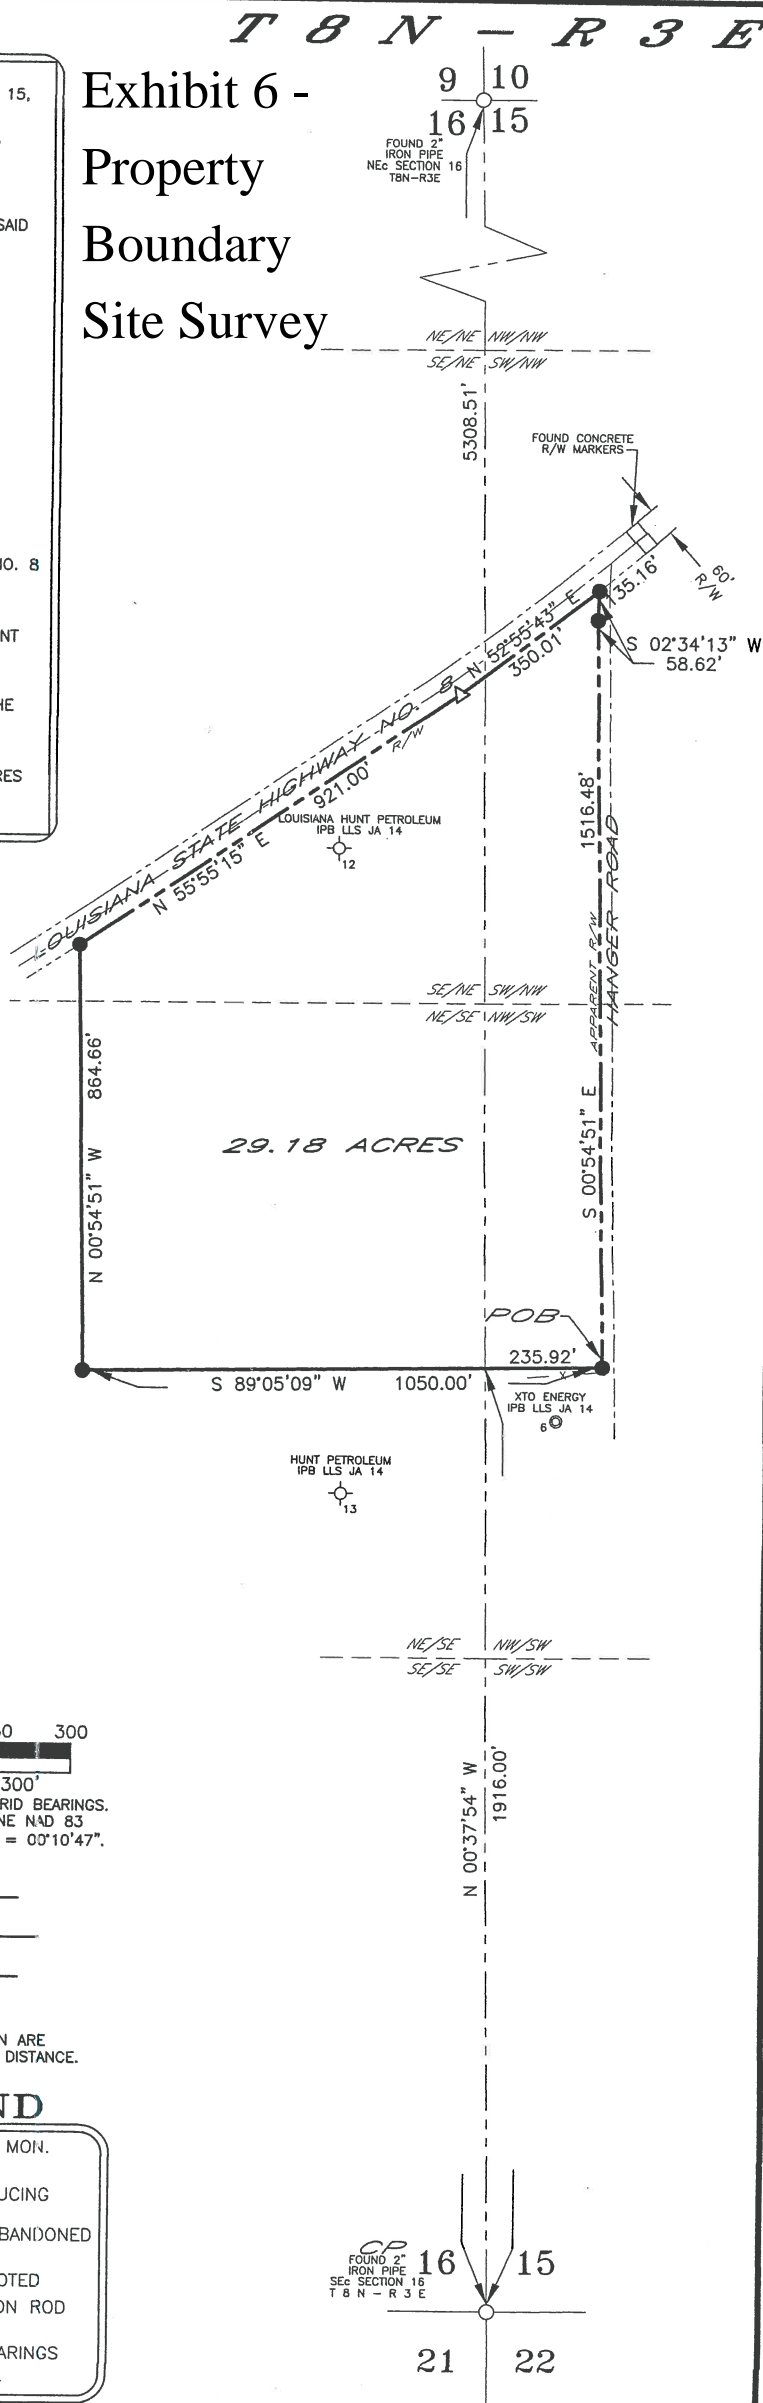 T 8 N - R 3 E
15,
SAID
NO. 8
NT
HE
RES
Exhibit 6 -
Property
Boundary
Site Survey
9 10
16 15
FOUND 2"
IRON PIPE
NEc SECTION 16
T8N-R3E
NE/NE NW/NW
SE/NE SW/NW
5308.51'
FOUND CONCRETE
R/W MARKERS
60'
R/W
135.16'
S 02°34'13" W
58.62'
N 52°55'43" E
350.01'
LOUISIANA STATE HIGHWAY NO. 8
R/W
921.00'
N 55°55'15" E
LOUISIANA HUNT PETROLEUM
IPB LLS JA 14
12
1516.48'
HANGER ROAD
APPARENT R/W
S 00°54'51" E
SE/NE SW/NW
NE/SE NW/SW
864.66'
N 00°54'51" W
29.18 ACRES
POB
235.92'
S 89°05'09" W 1050.00'
X
XTO ENERGY
IPB LLS JA 14
6
HUNT PETROLEUM
IPB LLS JA 14
13
NE/SE NW/SW
SE/SE SW/SW
300
300'
RID BEARINGS.
NE NAD 83
= 00°10'47".
N 00°37'54" W
1916.00'
N ARE
DISTANCE.
ND
MON.
UCING
BANDONED
OTED
ON ROD
ARINGS
CP
FOUND 2"
IRON PIPE
SEc SECTION 16
T 8 N - R 3 E
16 15
21 22